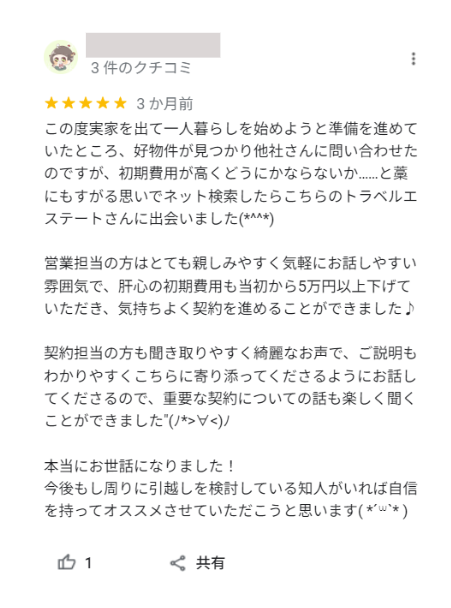 3 件のクチコミ
★★★★★ 3 か月前
この度実家を出て一人暮らしを始めようと準備を進めて
いたところ、好物件が見つかり他社さんに問い合わせた
のですが、初期費用が高くどうにかならないか……と藁
にもすがる思いでネット検索したらこちらのトラベルエ
ステートさんに出会いました(*^^*)
営業担当の方はとても親しみやすく気軽にお話しやすい
雰囲気で、肝心の初期費用も当初から5万円以上下げて
いただき、気持ちよく契約を進めることができました♪
契約担当の方も聞き取りやすく綺麗なお声で、ご説明も
わかりやすくこちらに寄り添ってくださるようにお話し
てくださるので、重要な契約についての話も楽しく聞く
ことができました"(ﾉ*>∀<)ﾉ
本当にお世話になりました！
今後もし周りに引越しを検討している知人がいれば自信
を持ってオススメさせていただこうと思います( *´꒳`* )
1 共有